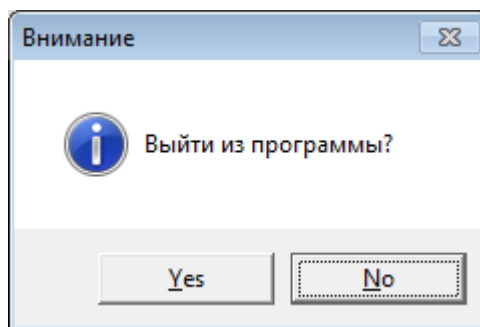 Внимание
Выйти из программы?
Yes No